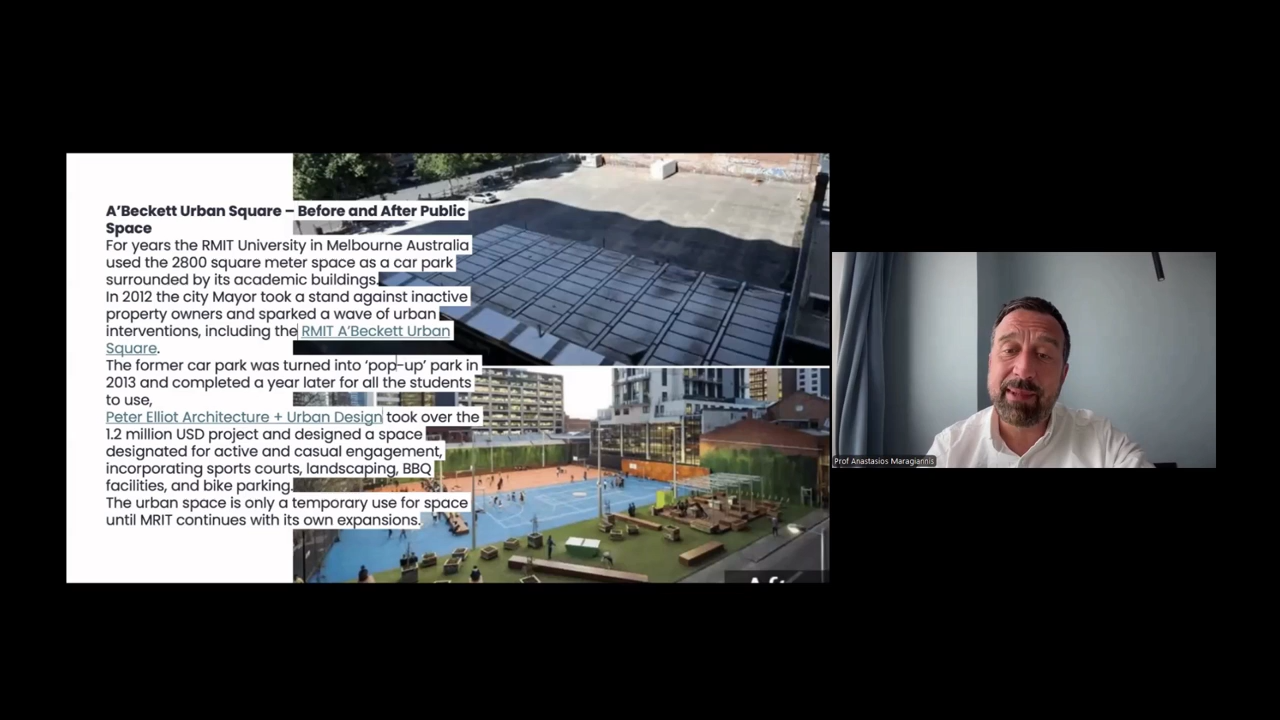 A'Beckett Urban Square – Before and After Public
Space
For years the RMIT University in Melbourne Australia
used the 2800 square meter space as a car park
surrounded by its academic buildings.
In 2012 the city Mayor took a stand against inactive
property owners and sparked a wave of urban
interventions, including the RMIT A'Beckett Urban
Square.
The former car park was turned into 'pop-up' park in
2013 and completed a year later for all the students
to use,
Peter Elliot Architecture + Urban Design took over the
1.2 million USD project and designed a space
designated for active and casual engagement,
incorporating sports courts, landscaping, BBQ
facilities, and bike parking.
The urban space is only a temporary use for space
until MRIT continues with its own expansions.
Prof Anastasios Maragiannis